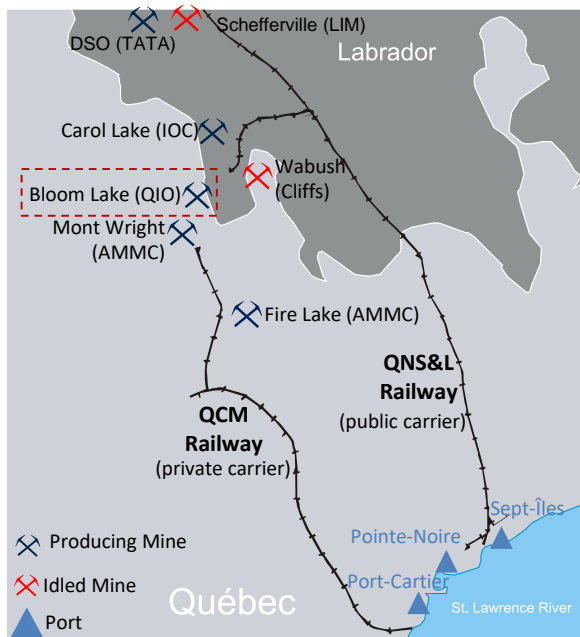 DSO (TATA)
Schefferville (LIM)
Labrador
Carol Lake (IOC)
Wabush
(Cliffs)
Bloom Lake (QIO)
Mont Wright
(AMMC)
Fire Lake (AMMC)
QNS&L
Railway
(public carrier)
QCM
Railway
(private carrier)
Sept-Îles
Pointe-Noire
Port-Cartier
Producing Mine
Idled Mine
Port
Québec
St. Lawrence River